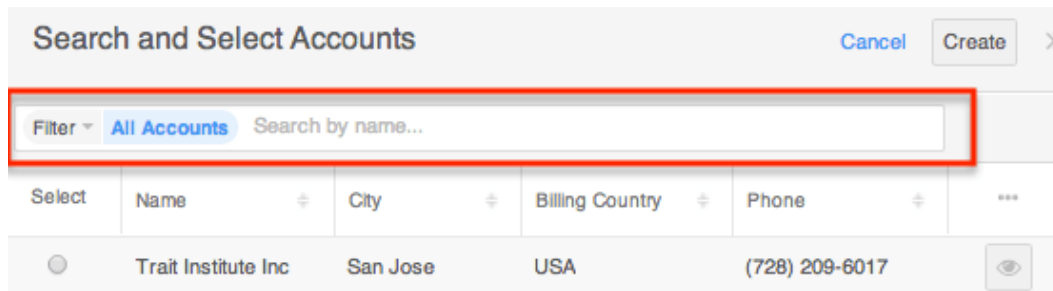 Search and Select Accounts Cancel Create
Filter All Accounts Search by name...
Select Name City Billing Country Phone
Trait Institute Inc San Jose USA (728) 209-6017